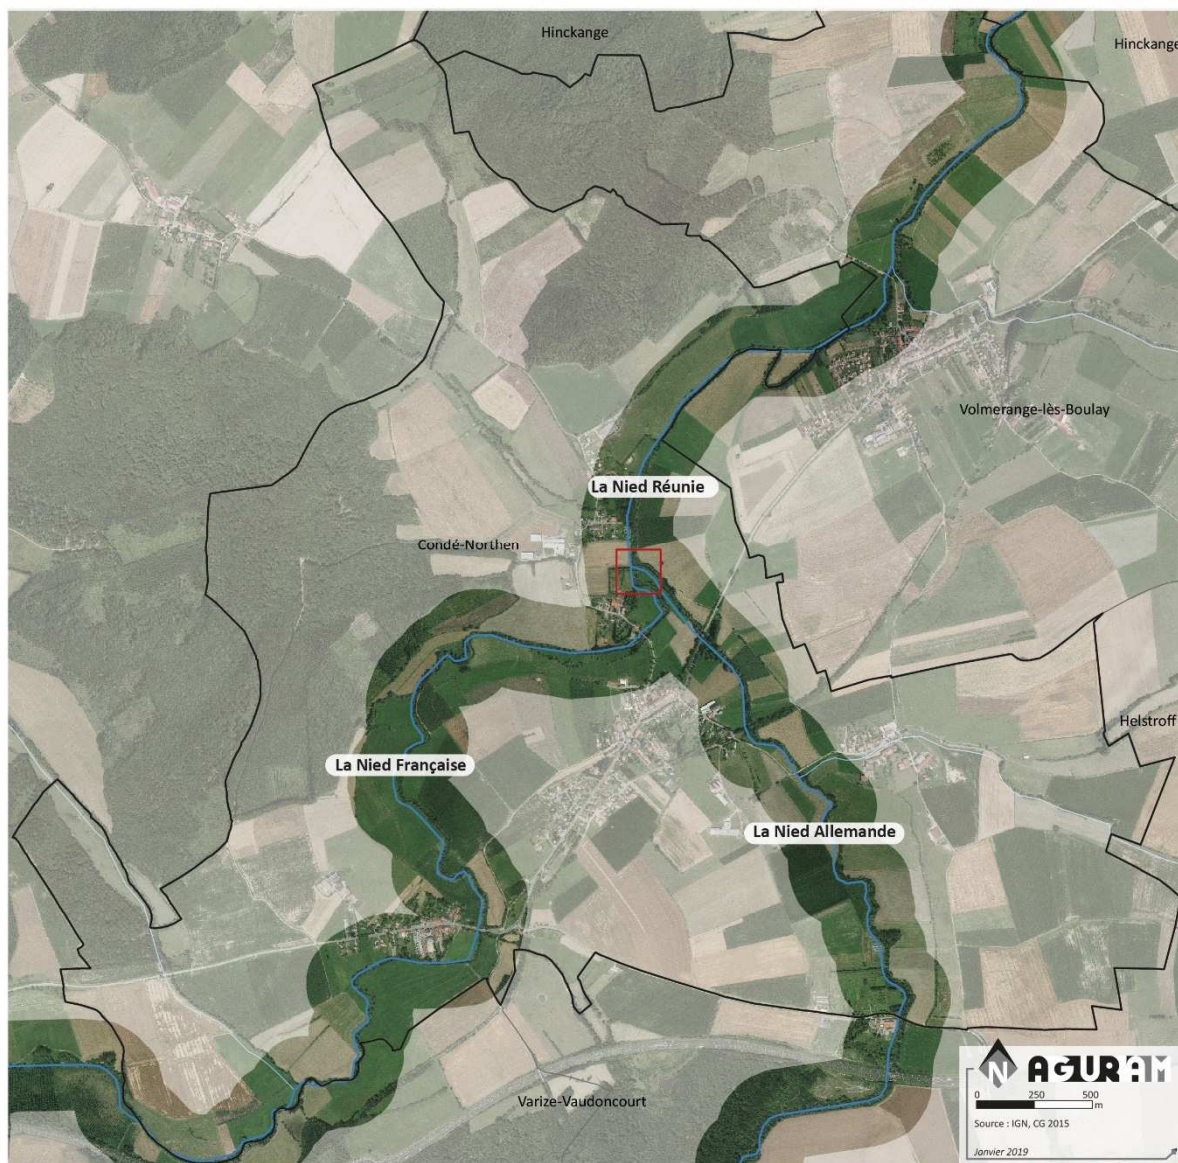 Hinckange
Hinckange
Volmerange-lès-Boulay
La Nied Réunie
Condé-Northen
Helstroff
La Nied Française
La Nied Allemande
Varize-Vaudoncourt
N AGURAM
0 250 500
m
Source : IGN, CG 2015
Janvier 2019